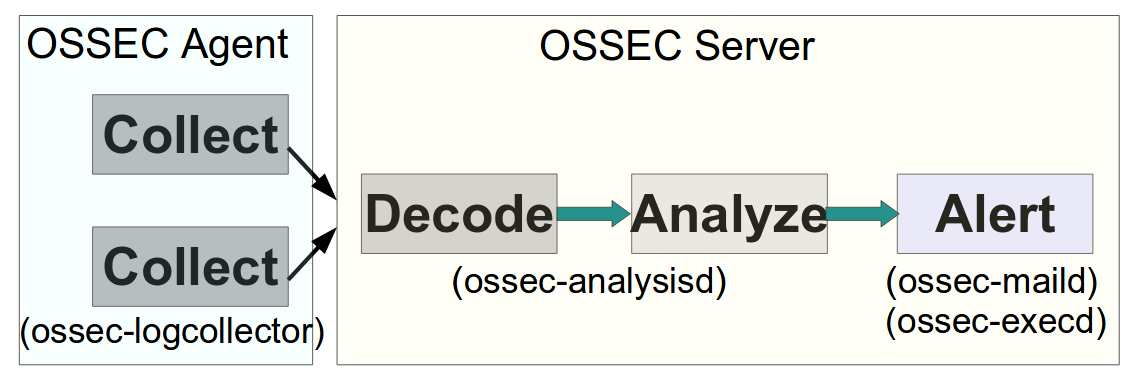 OSSEC Agent
Collect
Collect
(ossec-logcollector)
OSSEC Server
Decode
Analyze
Alert
(ossec-analysisd)
(ossec-maild)
(ossec-execd)